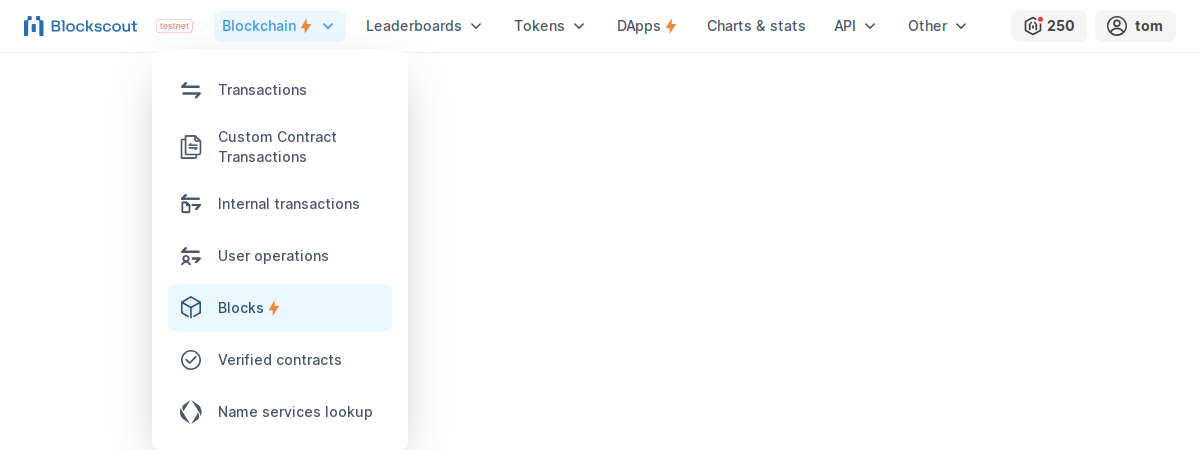 Blockscout testnet Blockchain Leaderboards Tokens DApps Charts & stats API Other 250 tom
Transactions
Custom Contract
Transactions
Internal transactions
User operations
Blocks
Verified contracts
Name services lookup